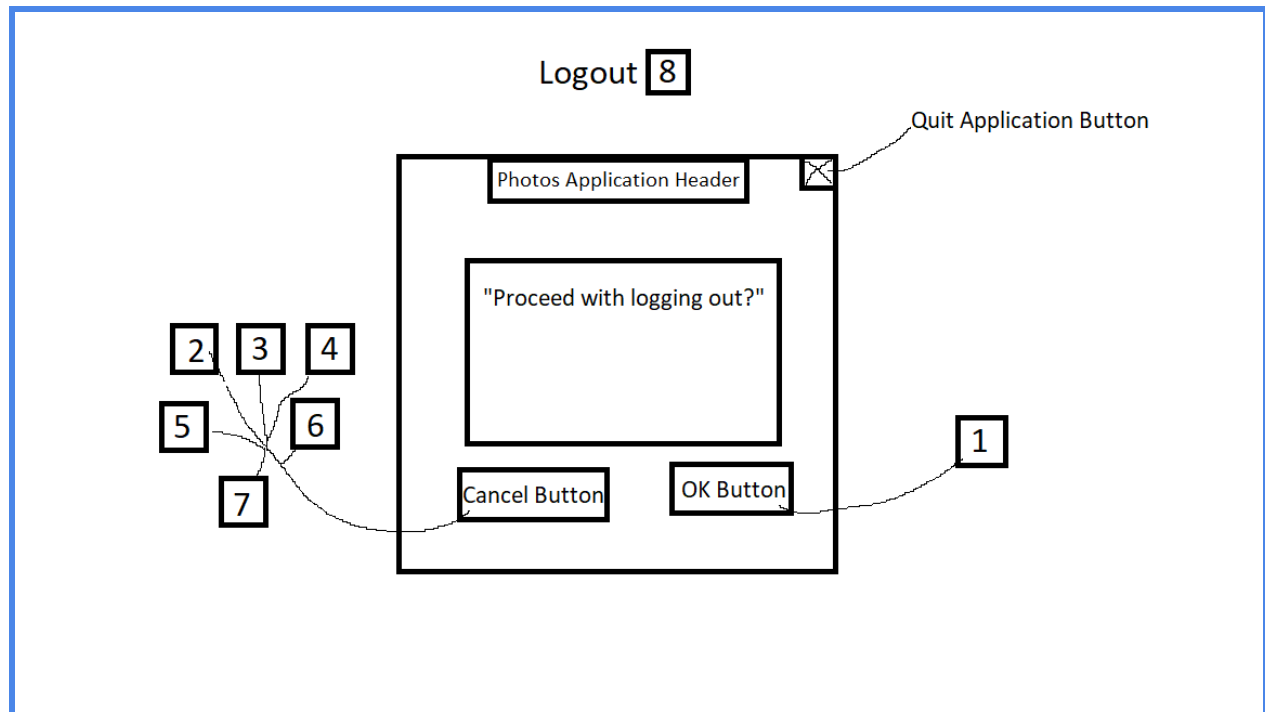 Logout 8
Quit Application Button
Photos Application Header
"Proceed with logging out?"
2 3 4
5 6
7
1
Cancel Button
OK Button